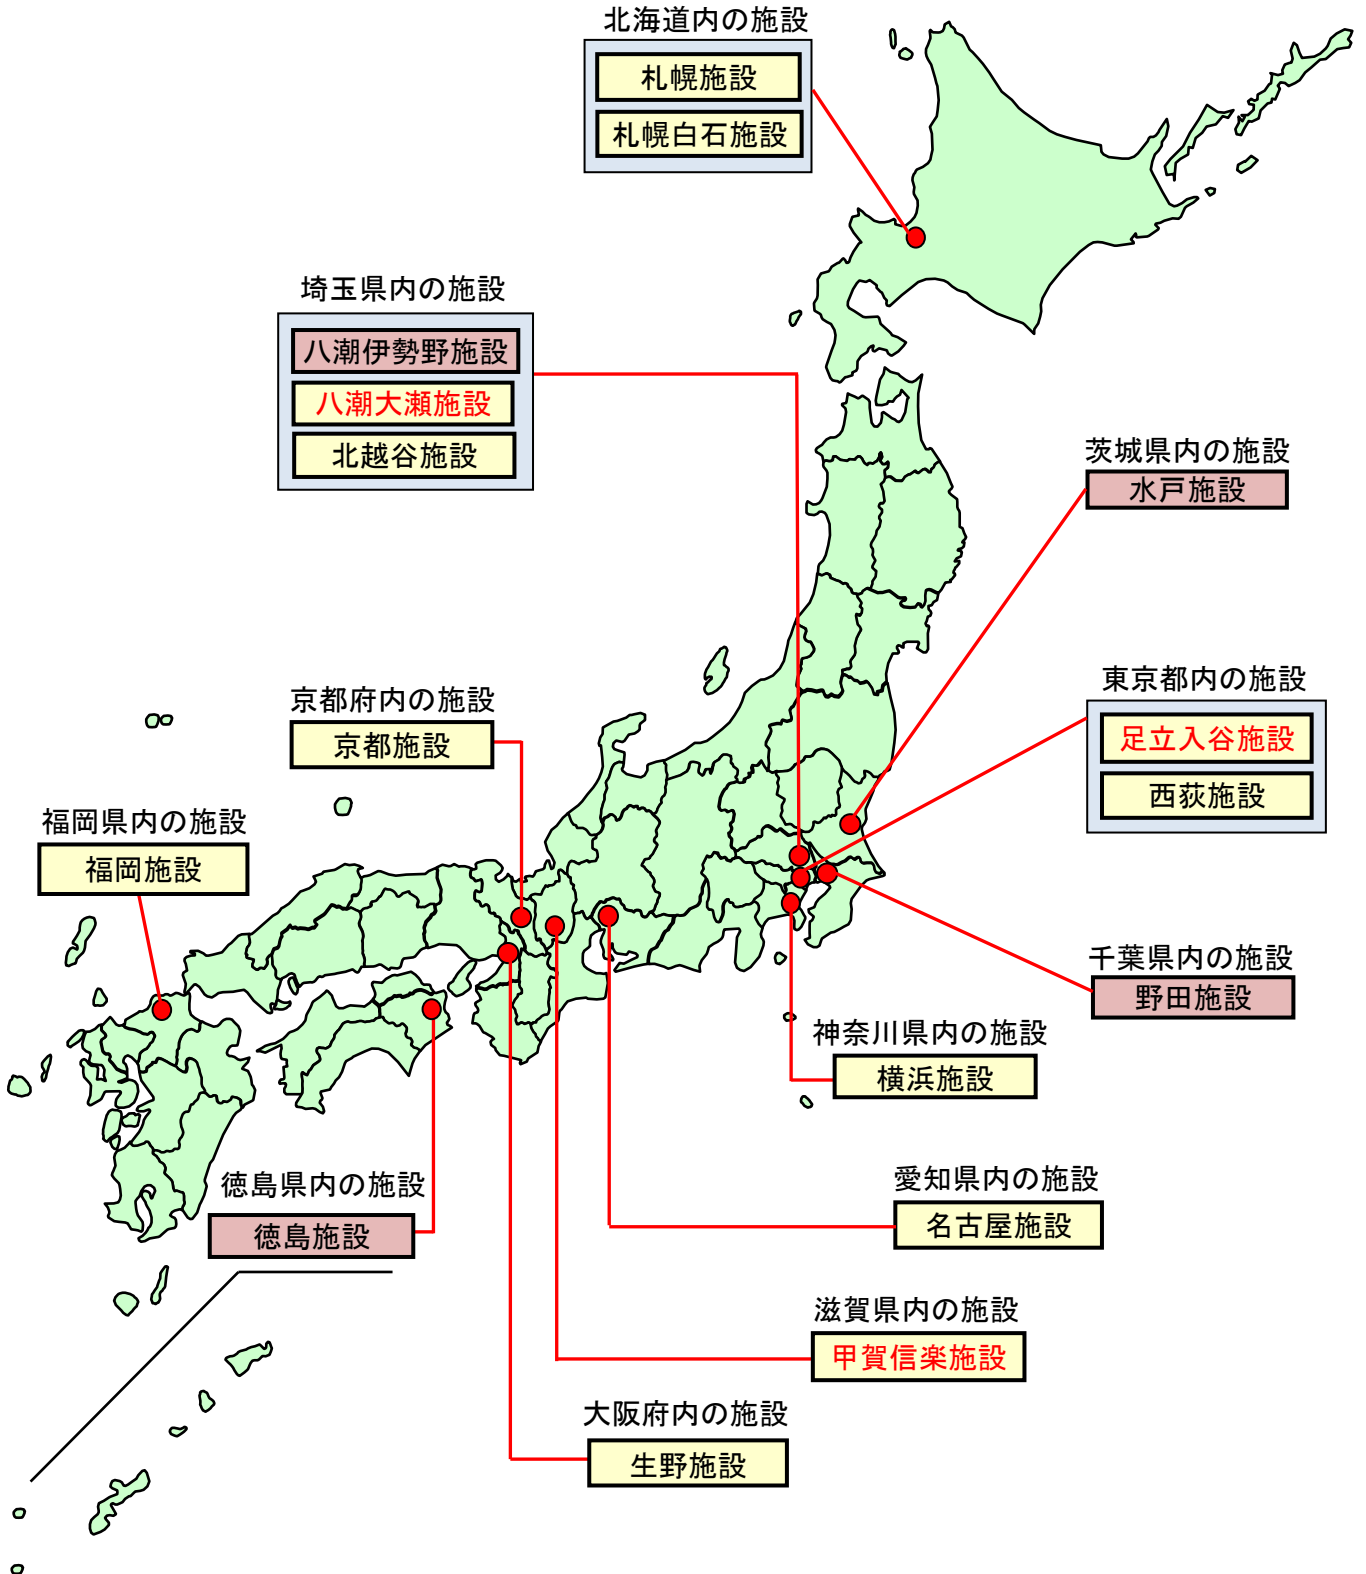 北海道内の施設
札幌施設
札幌白石施設
埼玉県内の施設
八潮伊勢野施設
八潮大瀬施設
北越谷施設
茨城県内の施設
水戸施設
東京都内の施設
足立入谷施設
西荻施設
京都府内の施設
京都施設
福岡県内の施設
福岡施設
千葉県内の施設
野田施設
神奈川県内の施設
横浜施設
徳島県内の施設
徳島施設
愛知県内の施設
名古屋施設
滋賀県内の施設
甲賀信楽施設
大阪府内の施設
生野施設